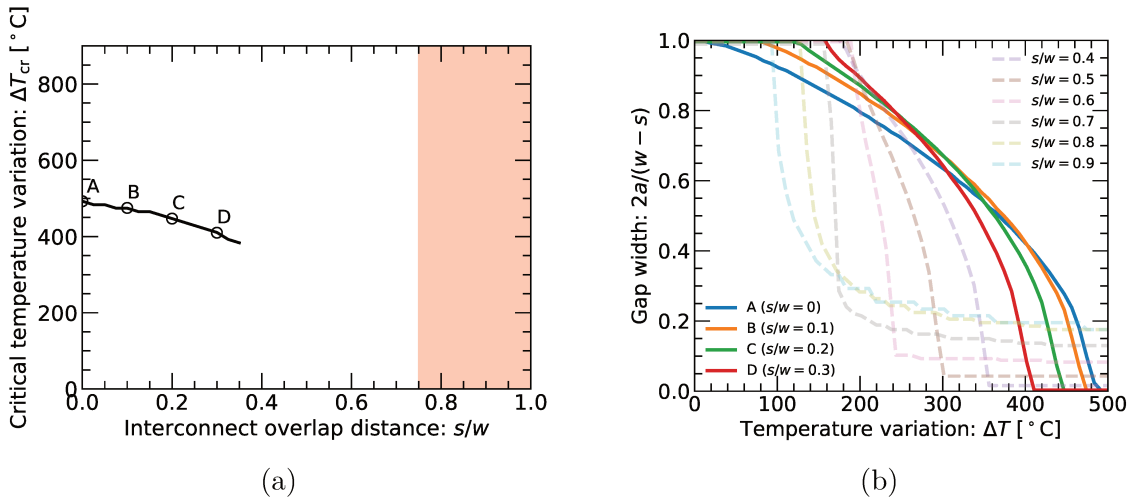 Critical temperature variation: ΔT_cr [°C]
800
600
400
200
0
A
B
C
D
0.0 0.2 0.4 0.6 0.8 1.0
Interconnect overlap distance: s/w
(a)
Gap width: 2a/(w − s)
1.0
0.8
0.6
0.4
0.2
0.0
s/w = 0.4
s/w = 0.5
s/w = 0.6
s/w = 0.7
s/w = 0.8
s/w = 0.9
A (s/w = 0)
B (s/w = 0.1)
C (s/w = 0.2)
D (s/w = 0.3)
0 100 200 300 400 500
Temperature variation: ΔT [°C]
(b)